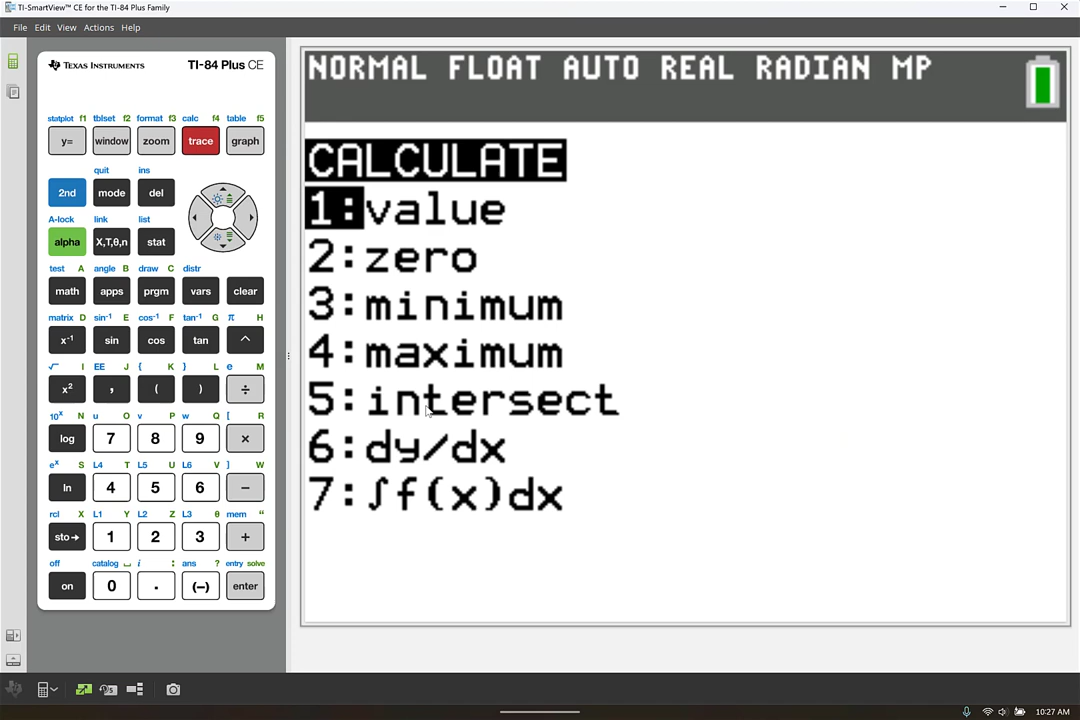 TI-SmartView™ CE for the TI-84 Plus Family
File Edit View Actions Help
TEXAS INSTRUMENTS TI-84 Plus CE
statplot f1 tblset f2 format f3 calc f4 table f5
y= window zoom trace graph
quit ins
2nd mode del
A-lock link list
alpha X,T,θ,n stat
test A angle B draw C distr
math apps prgm vars clear
matrix D sin⁻¹ E cos⁻¹ F tan⁻¹ G π H
x⁻¹ sin cos tan ^
√‾ I EE J { K } L e M
x² , ( ) ÷
10ˣ N u O v P w Q [ R
log 7 8 9 ×
eˣ S L4 T L5 U L6 V ] W
ln 4 5 6 −
rcl X L1 Y L2 Z L3 θ mem “
sto→ 1 2 3 +
off catalog ⎵ i : ans ? entry solve
on 0 . (−) enter
NORMAL FLOAT AUTO REAL RADIAN MP
CALCULATE
1:value
2:zero
3:minimum
4:maximum
5:intersect
6:dy/dx
7:∫f(x)dx
10:27 AM